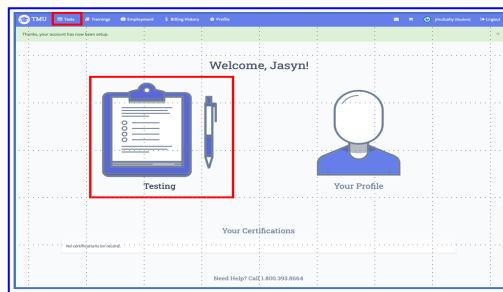 TMU Tests Trainings Employment $ Billing History Profile Logout
Thanks, your account has now been setup.
Welcome, Jasyn!
Testing
Your Profile
Your Certifications
No certifications on record.
Need Help? Call 1.800.393.8664